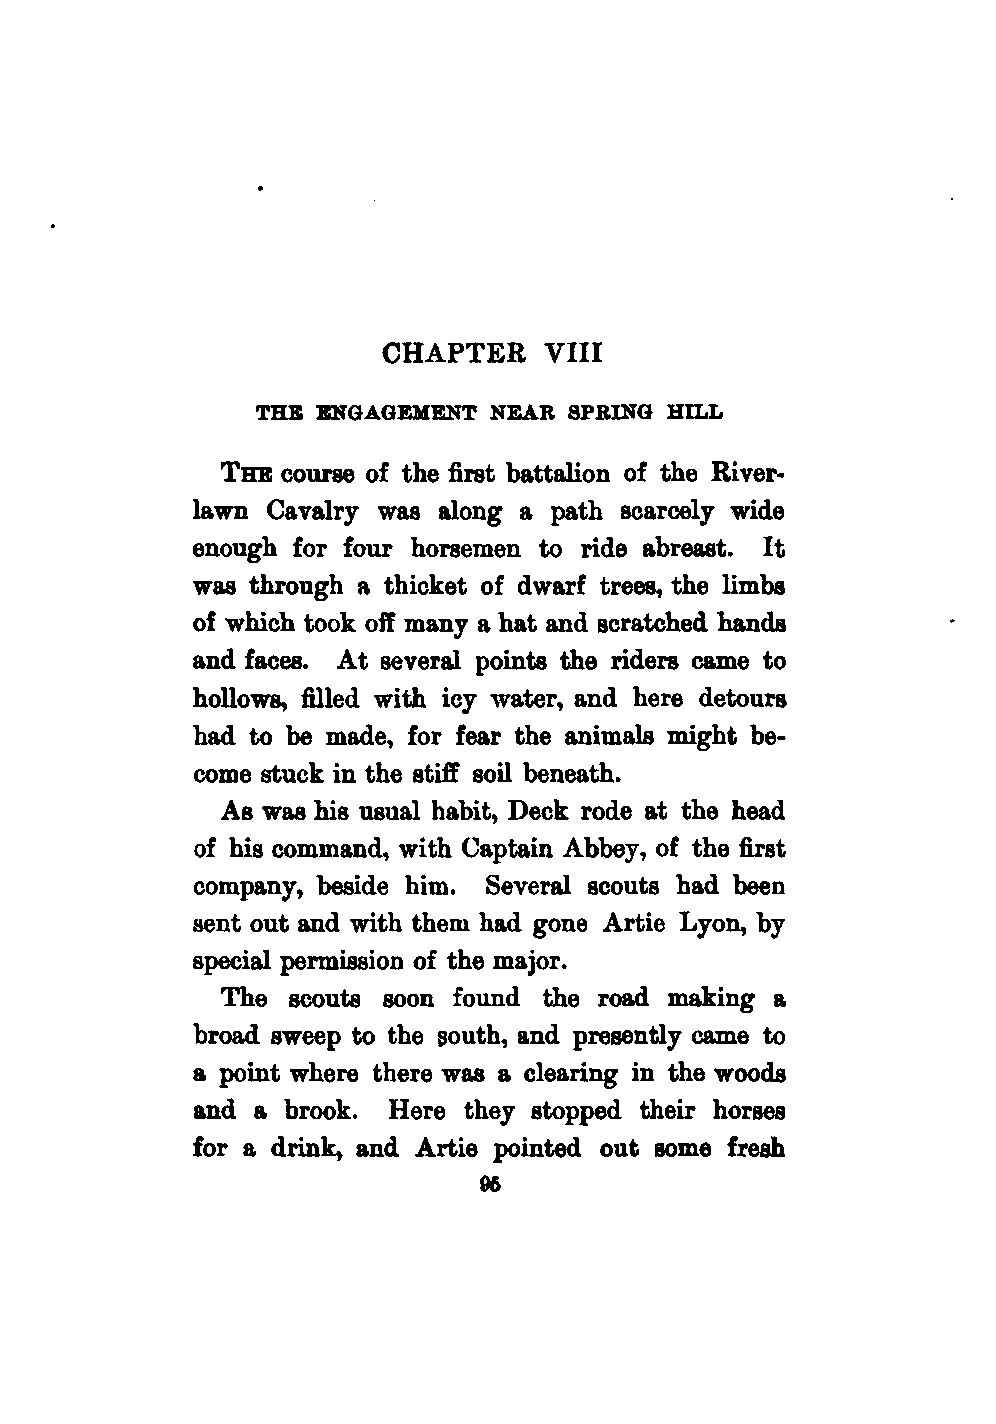 CHAPTER VIII
THE ENGAGEMENT NEAR SPRING HILL
THE course of the first battalion of the River-
lawn Cavalry was along a path scarcely wide
enough for four horsemen to ride abreast. It
was through a thicket of dwarf trees, the limbs
of which took off many a hat and scratched hands
and faces. At several points the riders came to
hollows, filled with icy water, and here detours
had to be made, for fear the animals might be-
come stuck in the stiff soil beneath.
As was his usual habit, Deck rode at the head
of his command, with Captain Abbey, of the first
company, beside him. Several scouts had been
sent out and with them had gone Artie Lyon, by
special permission of the major.
The scouts soon found the road making a
broad sweep to the south, and presently came to
a point where there was a clearing in the woods
and a brook. Here they stopped their horses
for a drink, and Artie pointed out some fresh
95